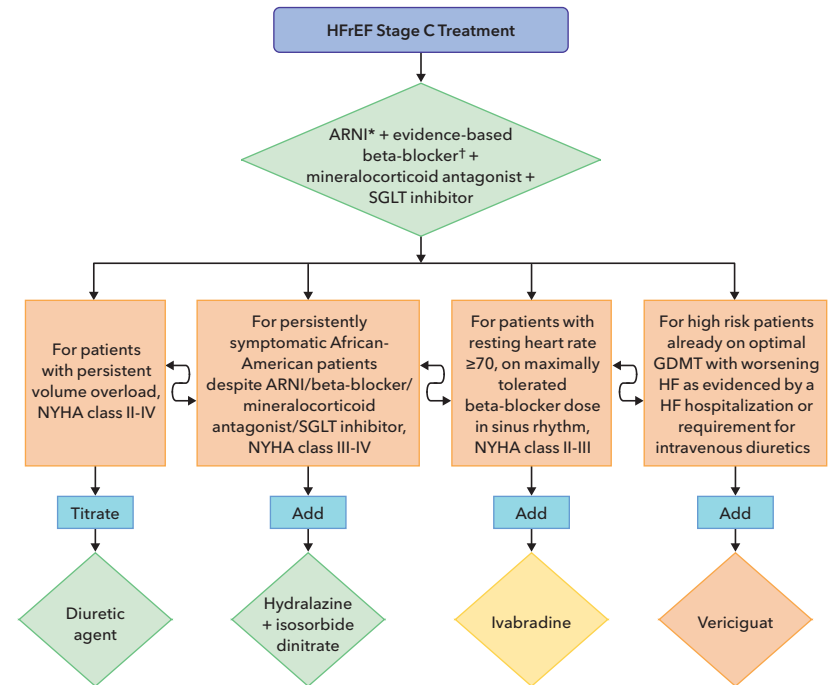 HFrEF Stage C Treatment
ARNI* + evidence-based
beta-blocker† +
mineralocorticoid antagonist +
SGLT inhibitor
For patients
with persistent
volume overload,
NYHA class II-IV
For persistently
symptomatic African-
American patients
despite ARNI/beta-blocker/
mineralocorticoid
antagonist/SGLT inhibitor,
NYHA class III-IV
For patients with
resting heart rate
≥70, on maximally
tolerated
beta-blocker dose
in sinus rhythm,
NYHA class II-III
For high risk patients
already on optimal
GDMT with worsening
HF as evidenced by a
HF hospitalization or
requirement for
intravenous diuretics
Titrate
Add
Add
Add
Diuretic
agent
Hydralazine
+ isosorbide
dinitrate
Ivabradine
Vericiguat